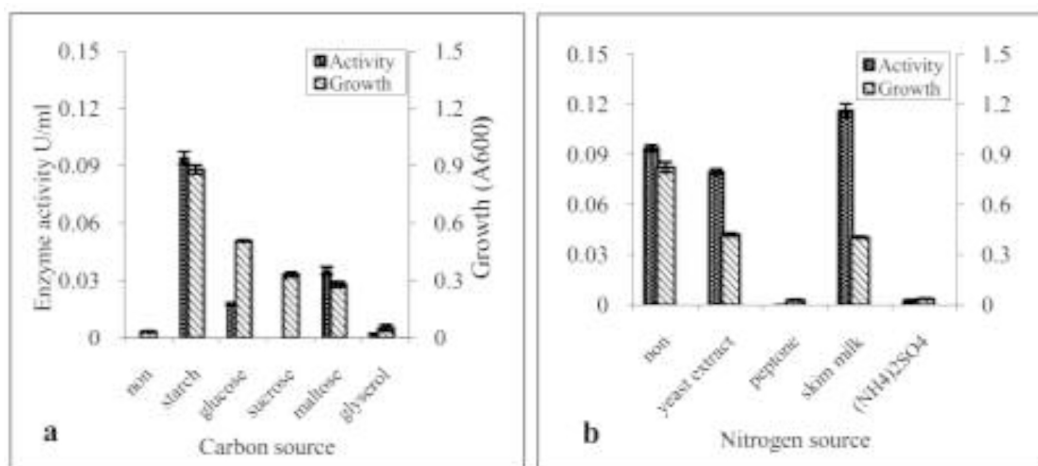 0.15
0.12
0.09
0.06
0.03
0
Enzyme activity U/ml
1.5
1.2
0.9
0.6
0.3
0
Growth (A600)
Activity
Growth
non
starch
glucose
sucrose
maltose
glyserol
a
Carbon source
0.15
0.12
0.09
0.06
0.03
0
1.5
1.2
0.9
0.6
0.3
0
Activity
Growth
non
yeast extract
peptone
skim milk
(NH4)2SO4
b
Nitrogen source